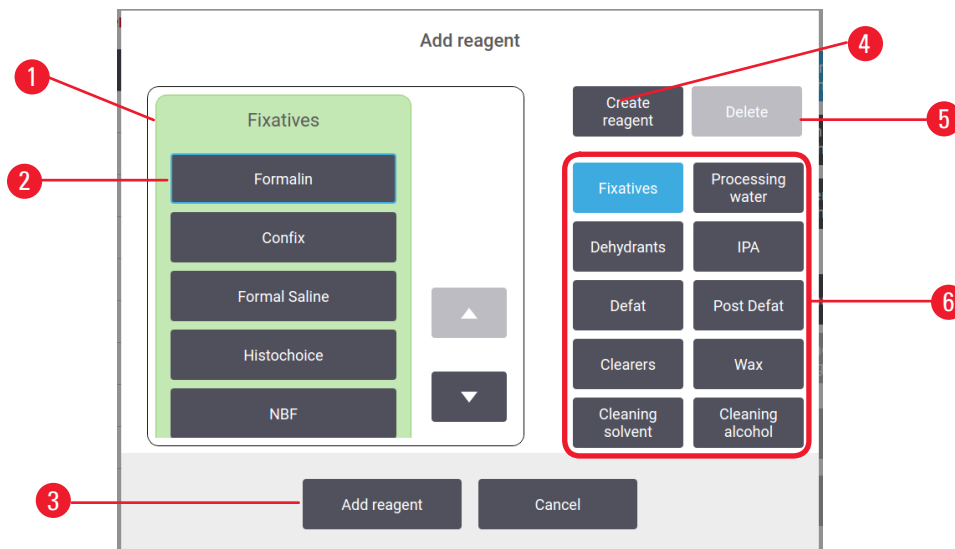 Add reagent
4
1
Create
reagent
Delete
5
Fixatives
2
Formalin
Confix
Formal Saline
Histochoice
NBF
Fixatives
Processing
water
Dehydrants
IPA
Defat
Post Defat
6
Clearers
Wax
Cleaning
solvent
Cleaning
alcohol
3
Add reagent
Cancel